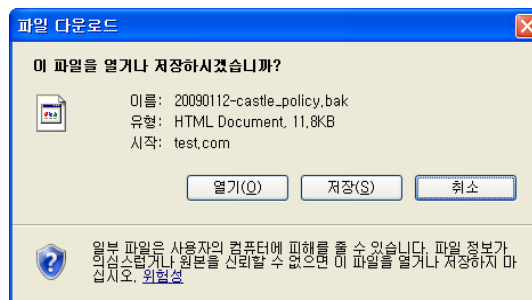 파일 다운로드
이 파일을 열거나 저장하시겠습니까?
이름: 20090112-castle_policy.bak
유형: HTML Document, 11.8KB
시작: test.com
열기(O) 저장(S) 취소
일부 파일은 사용자의 컴퓨터에 피해를 줄 수 있습니다. 파일 정보가
의심스럽거나 원본을 신뢰할 수 없으면 이 파일을 열거나 저장하지 마
십시오. 위험성